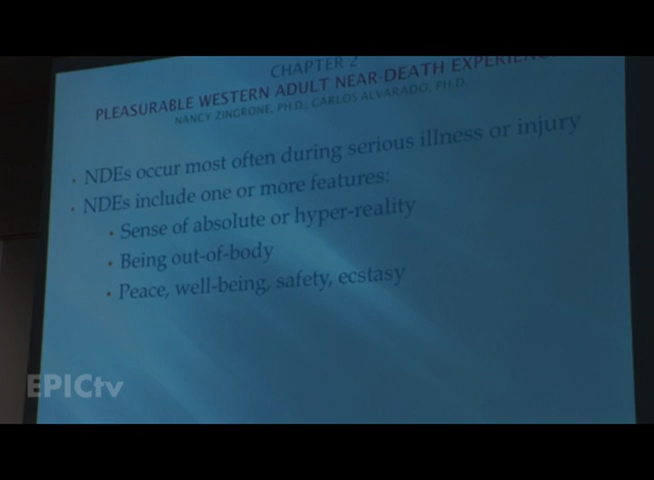 CHAPTER 2
PLEASURABLE WESTERN ADULT NEAR-DEATH EXPERIENC
NANCY ZINGRONE, PH.D.; CARLOS ALVARADO, PH.D.
· NDEs occur most often during serious illness or injury
· NDEs include one or more features:
• Sense of absolute or hyper-reality
• Being out-of-body
• Peace, well-being, safety, ecstasy
EPICtv